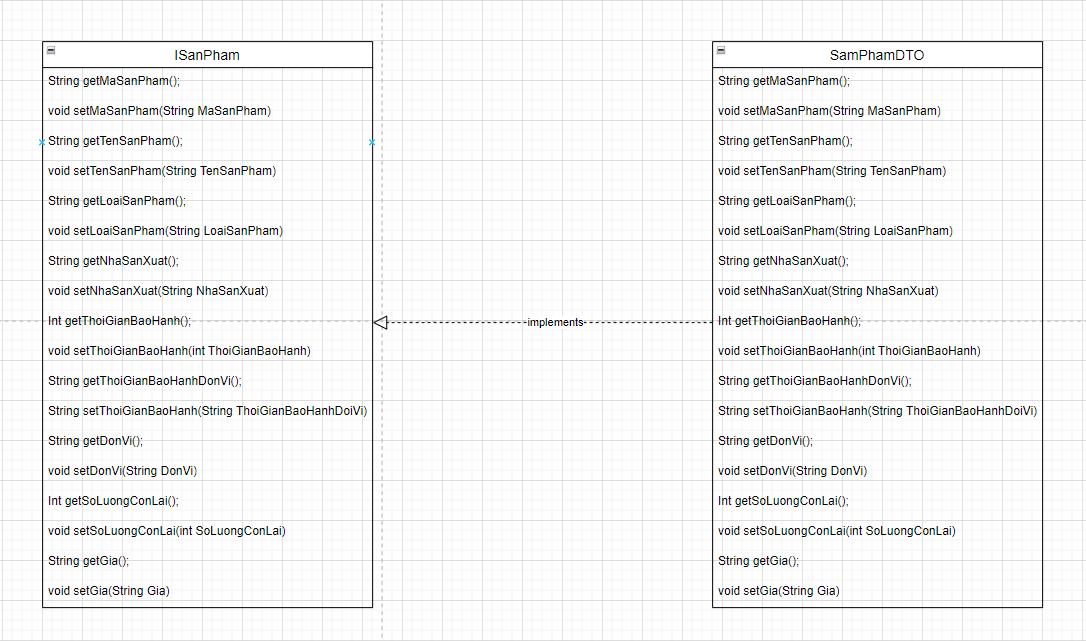 ISanPham
String getMaSanPham();
void setMaSanPham(String MaSanPham)
String getTenSanPham();
void setTenSanPham(String TenSanPham)
String getLoaiSanPham();
void setLoaiSanPham(String LoaiSanPham)
String getNhaSanXuat();
void setNhaSanXuat(String NhaSanXuat)
Int getThoiGianBaoHanh();
void setThoiGianBaoHanh(int ThoiGianBaoHanh)
String getThoiGianBaoHanhDonVi();
String setThoiGianBaoHanh(String ThoiGianBaoHanhDoiVi)
String getDonVi();
void setDonVi(String DonVi)
Int getSoLuongConLai();
void setSoLuongConLai(int SoLuongConLai)
String getGia();
void setGia(String Gia)
implements
SamPhamDTO
String getMaSanPham();
void setMaSanPham(String MaSanPham)
String getTenSanPham();
void setTenSanPham(String TenSanPham)
String getLoaiSanPham();
void setLoaiSanPham(String LoaiSanPham)
String getNhaSanXuat();
void setNhaSanXuat(String NhaSanXuat)
Int getThoiGianBaoHanh();
void setThoiGianBaoHanh(int ThoiGianBaoHanh)
String getThoiGianBaoHanhDonVi();
String setThoiGianBaoHanh(String ThoiGianBaoHanhDoiVi)
String getDonVi();
void setDonVi(String DonVi)
Int getSoLuongConLai();
void setSoLuongConLai(int SoLuongConLai)
String getGia();
void setGia(String Gia)